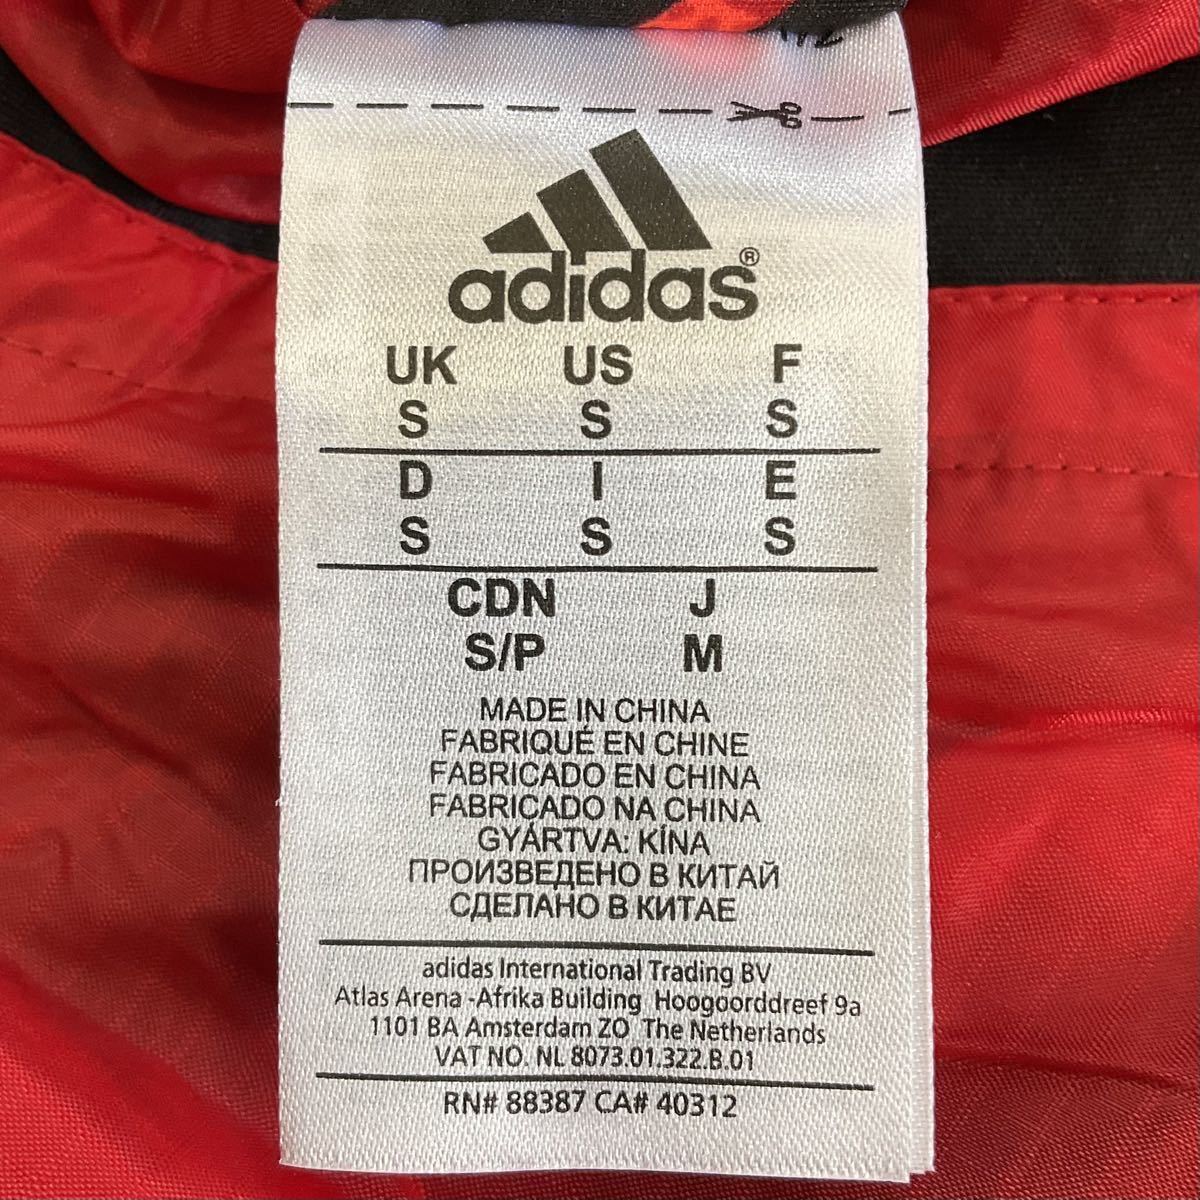 adidas®
UK US F
S S S
D I E
S S S
CDN J
S/P M
MADE IN CHINA
FABRIQUÉ EN CHINE
FABRICADO EN CHINA
FABRICADO NA CHINA
GYÁRTVA: KÍNA
ПРОИЗВЕДЕНО В КИТАЙ
СДЕЛАНО В КИТАЕ
adidas International Trading BV
Atlas Arena -Afrika Building Hoogoorddreef 9a
1101 BA Amsterdam ZO The Netherlands
VAT NO. NL 8073.01.322.B.01
RN# 88387 CA# 40312